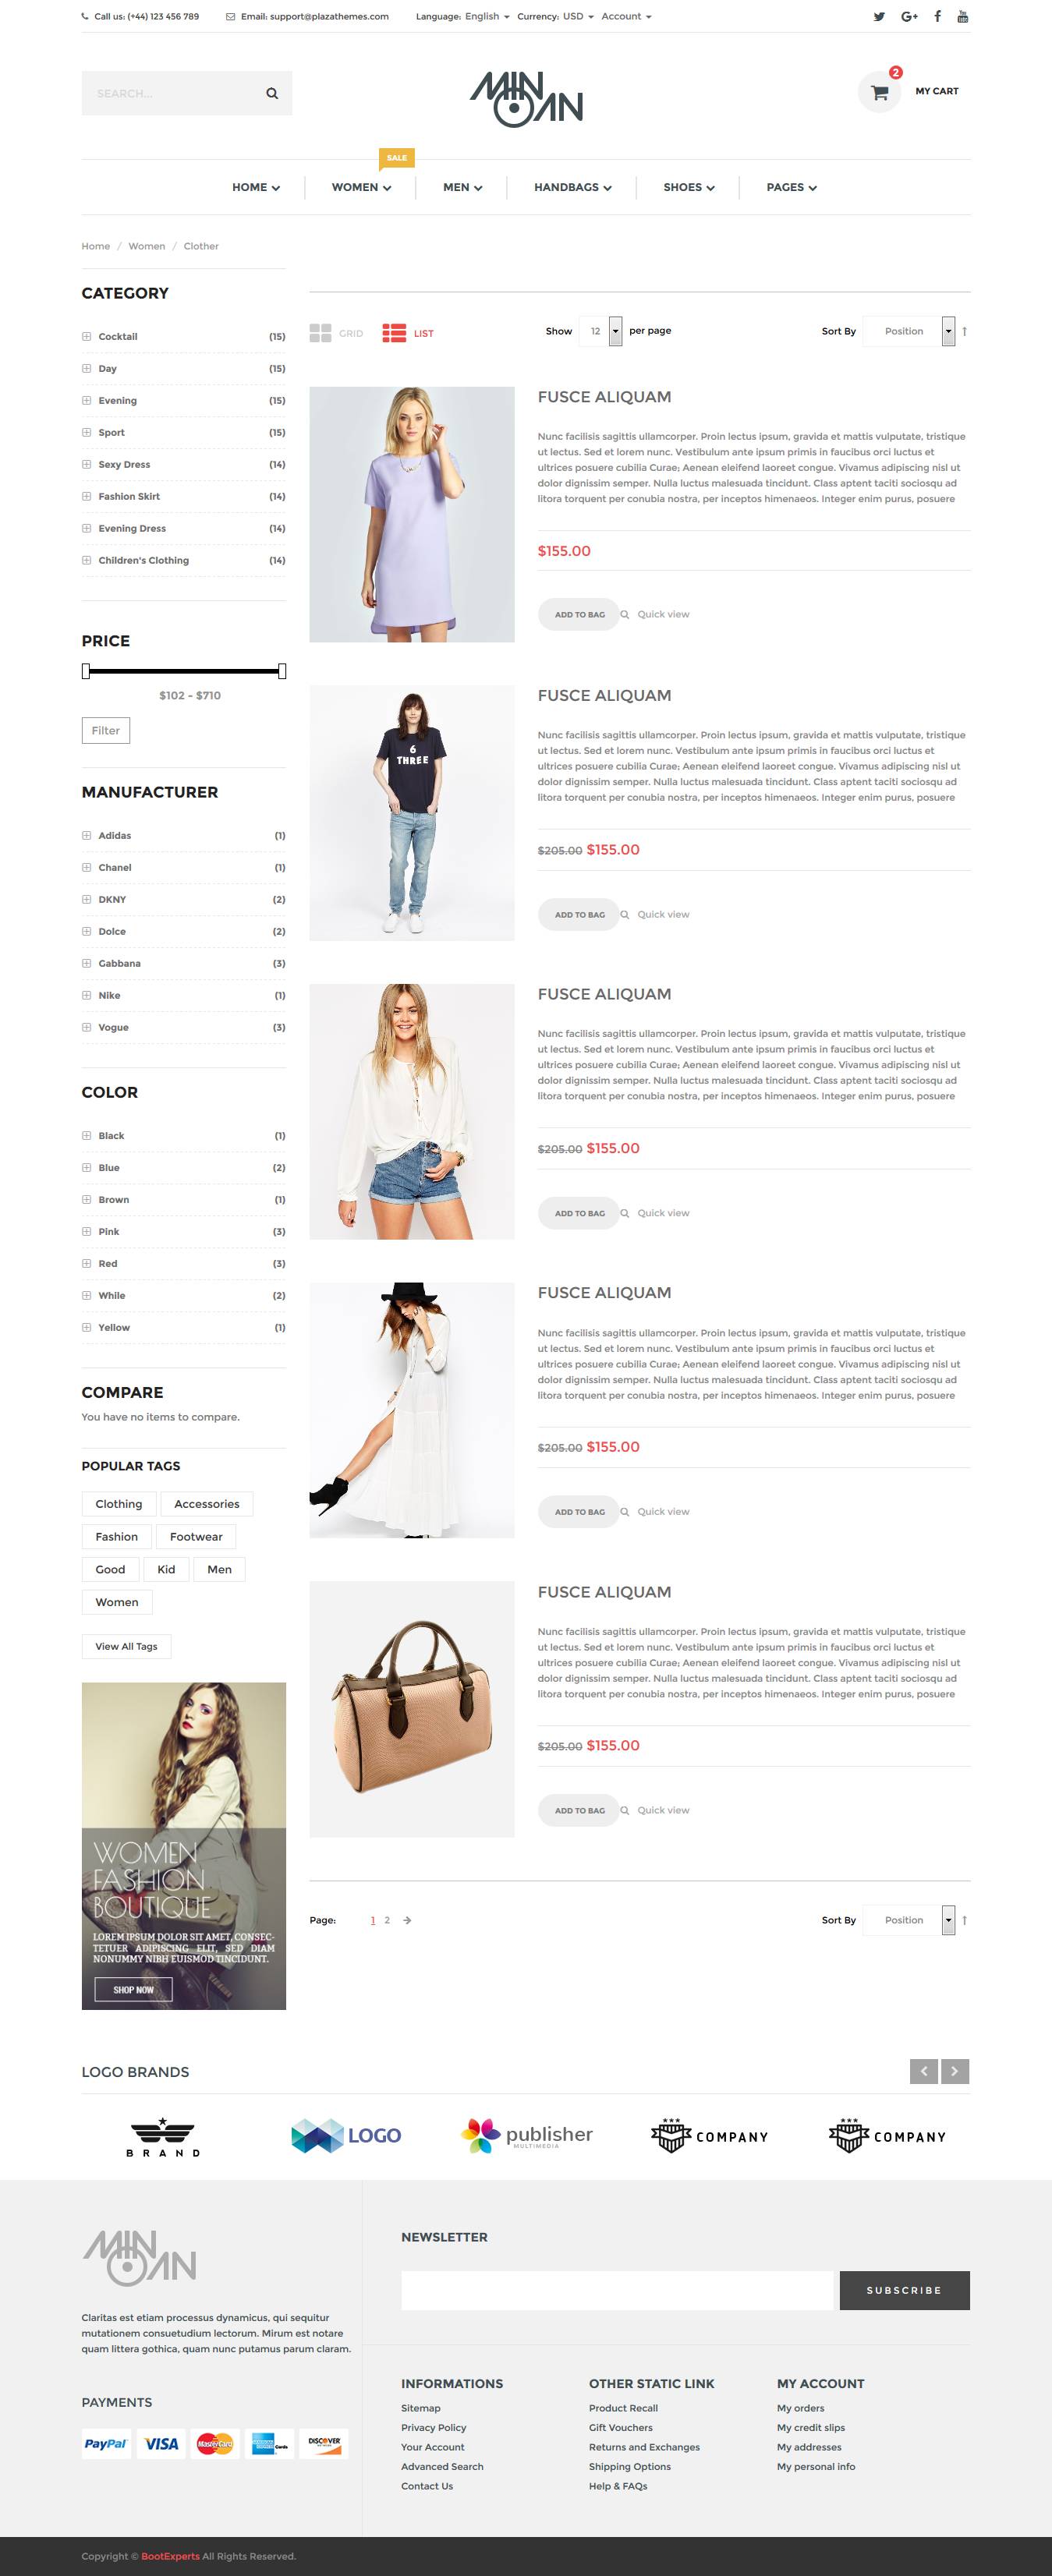 Call us: (+44) 123 456 789 Email: support@plazathemes.com Language: English Currency: USD Account
SEARCH...
MINOAN
2
MY CART
SALE
HOME WOMEN MEN HANDBAGS SHOES PAGES
Home / Women / Clother
CATEGORY
Cocktail (15)
Day (15)
Evening (15)
Sport (15)
Sexy Dress (14)
Fashion Skirt (14)
Evening Dress (14)
Children's Clothing (14)
PRICE
$102 - $710
Filter
MANUFACTURER
Adidas (1)
Chanel (1)
DKNY (2)
Dolce (2)
Gabbana (3)
Nike (1)
Vogue (3)
COLOR
Black (1)
Blue (2)
Brown (1)
Pink (3)
Red (3)
While (2)
Yellow (1)
COMPARE
You have no items to compare.
POPULAR TAGS
Clothing Accessories
Fashion Footwear
Good Kid Men
Women
View All Tags
WOMEN
FASHION
BOUTIQUE
LOREM IPSUM DOLOR SIT AMET, CONSEC-
TETUER ADIPISCING ELIT, SED DIAM
NONUMMY NIBH EUISMOD TINCIDUNT.
SHOP NOW
GRID LIST Show 12 per page Sort By Position
FUSCE ALIQUAM
Nunc facilisis sagittis ullamcorper. Proin lectus ipsum, gravida et mattis vulputate, tristique
ut lectus. Sed et lorem nunc. Vestibulum ante ipsum primis in faucibus orci luctus et
ultrices posuere cubilia Curae; Aenean eleifend laoreet congue. Vivamus adipiscing nisl ut
dolor dignissim semper. Nulla luctus malesuada tincidunt. Class aptent taciti sociosqu ad
litora torquent per conubia nostra, per inceptos himenaeos. Integer enim purus, posuere
$155.00
ADD TO BAG Quick view
6
THREE
FUSCE ALIQUAM
Nunc facilisis sagittis ullamcorper. Proin lectus ipsum, gravida et mattis vulputate, tristique
ut lectus. Sed et lorem nunc. Vestibulum ante ipsum primis in faucibus orci luctus et
ultrices posuere cubilia Curae; Aenean eleifend laoreet congue. Vivamus adipiscing nisl ut
dolor dignissim semper. Nulla luctus malesuada tincidunt. Class aptent taciti sociosqu ad
litora torquent per conubia nostra, per inceptos himenaeos. Integer enim purus, posuere
$205.00 $155.00
ADD TO BAG Quick view
FUSCE ALIQUAM
Nunc facilisis sagittis ullamcorper. Proin lectus ipsum, gravida et mattis vulputate, tristique
ut lectus. Sed et lorem nunc. Vestibulum ante ipsum primis in faucibus orci luctus et
ultrices posuere cubilia Curae; Aenean eleifend laoreet congue. Vivamus adipiscing nisl ut
dolor dignissim semper. Nulla luctus malesuada tincidunt. Class aptent taciti sociosqu ad
litora torquent per conubia nostra, per inceptos himenaeos. Integer enim purus, posuere
$205.00 $155.00
ADD TO BAG Quick view
FUSCE ALIQUAM
Nunc facilisis sagittis ullamcorper. Proin lectus ipsum, gravida et mattis vulputate, tristique
ut lectus. Sed et lorem nunc. Vestibulum ante ipsum primis in faucibus orci luctus et
ultrices posuere cubilia Curae; Aenean eleifend laoreet congue. Vivamus adipiscing nisl ut
dolor dignissim semper. Nulla luctus malesuada tincidunt. Class aptent taciti sociosqu ad
litora torquent per conubia nostra, per inceptos himenaeos. Integer enim purus, posuere
$205.00 $155.00
ADD TO BAG Quick view
FUSCE ALIQUAM
Nunc facilisis sagittis ullamcorper. Proin lectus ipsum, gravida et mattis vulputate, tristique
ut lectus. Sed et lorem nunc. Vestibulum ante ipsum primis in faucibus orci luctus et
ultrices posuere cubilia Curae; Aenean eleifend laoreet congue. Vivamus adipiscing nisl ut
dolor dignissim semper. Nulla luctus malesuada tincidunt. Class aptent taciti sociosqu ad
litora torquent per conubia nostra, per inceptos himenaeos. Integer enim purus, posuere
$205.00 $155.00
ADD TO BAG Quick view
Page: 1 2 Sort By Position
LOGO BRANDS
BRAND LOGO publisher MULTIMEDIA COMPANY COMPANY
MINOAN
Claritas est etiam processus dynamicus, qui sequitur
mutationem consuetudium lectorum. Mirum est notare
quam littera gothica, quam nunc putamus parum claram.
PAYMENTS
PayPal VISA MasterCard AMERICAN EXPRESS Cards DISCOVER
NEWSLETTER
SUBSCRIBE
INFORMATIONS
Sitemap
Privacy Policy
Your Account
Advanced Search
Contact Us
OTHER STATIC LINK
Product Recall
Gift Vouchers
Returns and Exchanges
Shipping Options
Help & FAQs
MY ACCOUNT
My orders
My credit slips
My addresses
My personal info
Copyright © BootExperts All Rights Reserved.